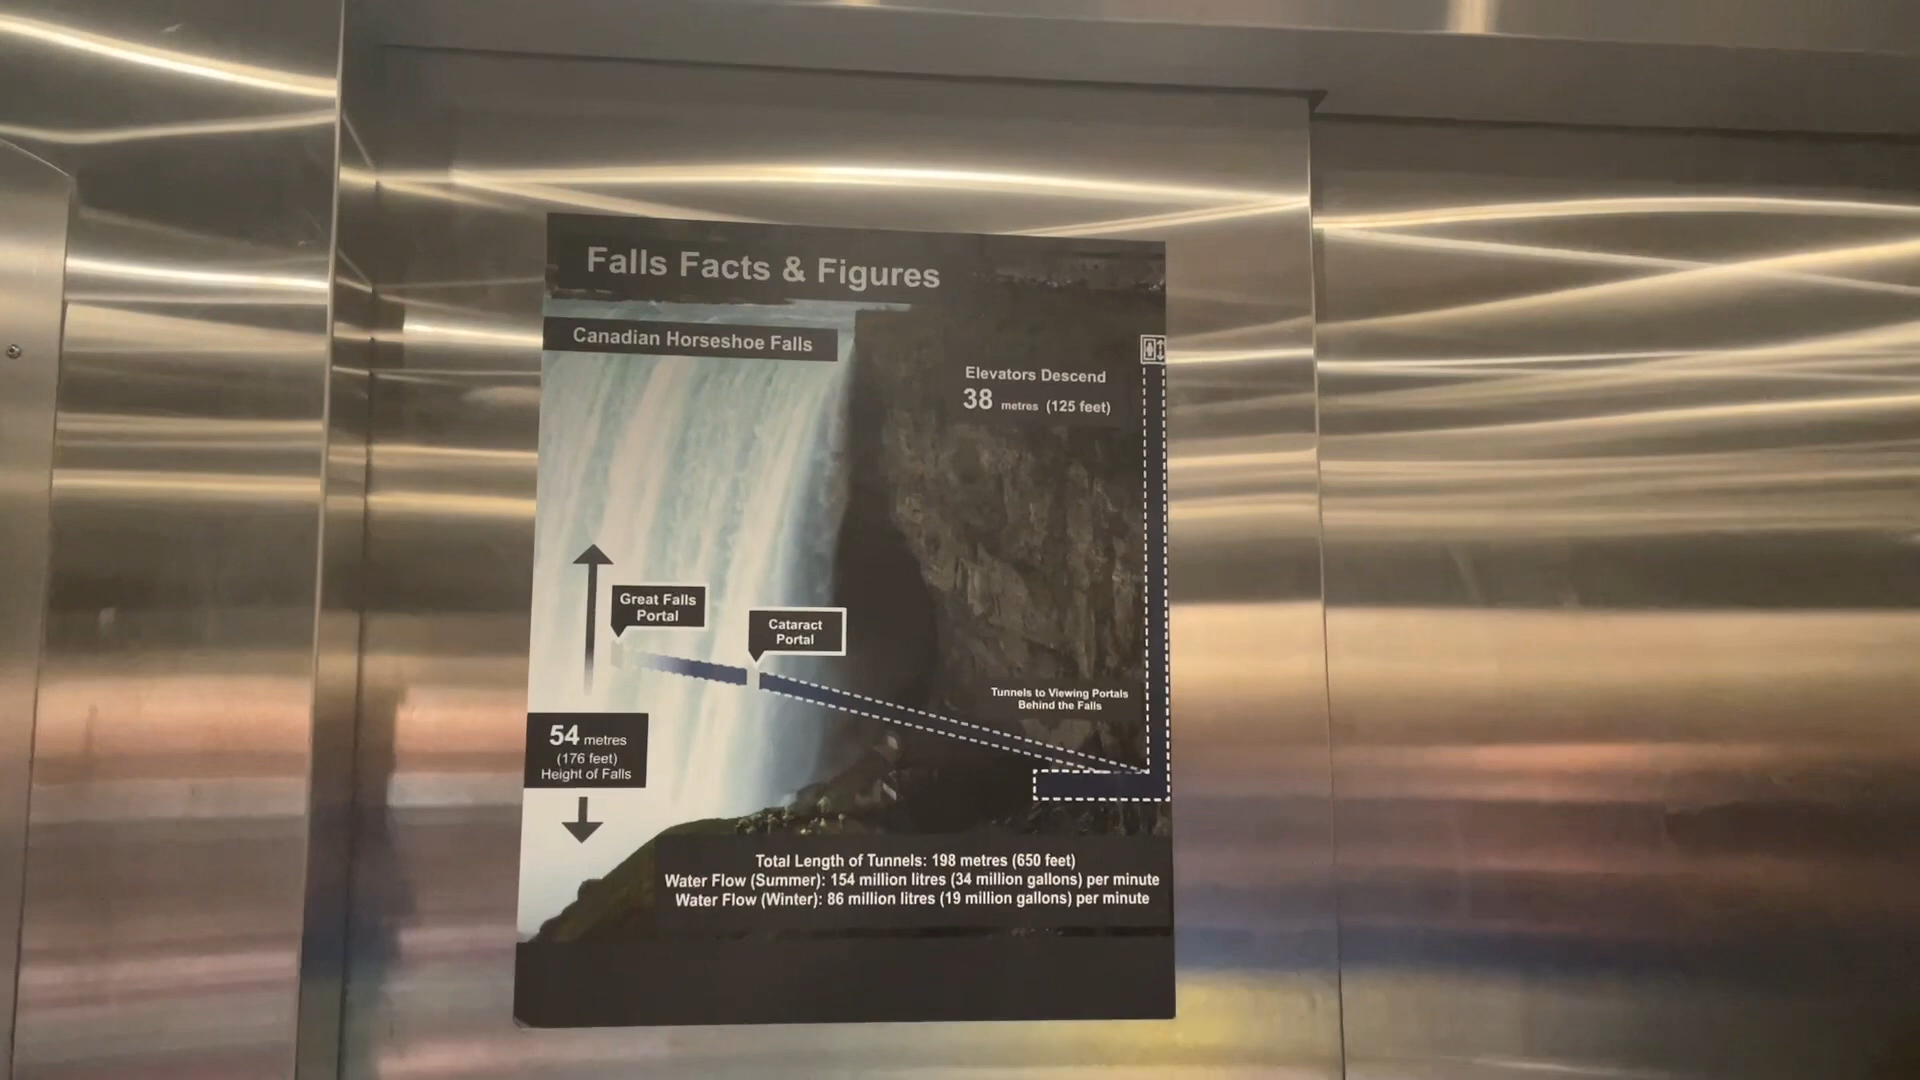 Falls Facts & Figures
Canadian Horseshoe Falls
Elevators Descend
38 metres (125 feet)
Great Falls
Portal
Cataract
Portal
Tunnels to Viewing Portals
Behind the Falls
54 metres
(176 feet)
Height of Falls
Total Length of Tunnels: 198 metres (650 feet)
Water Flow (Summer): 154 million litres (34 million gallons) per minute
Water Flow (Winter): 86 million litres (19 million gallons) per minute